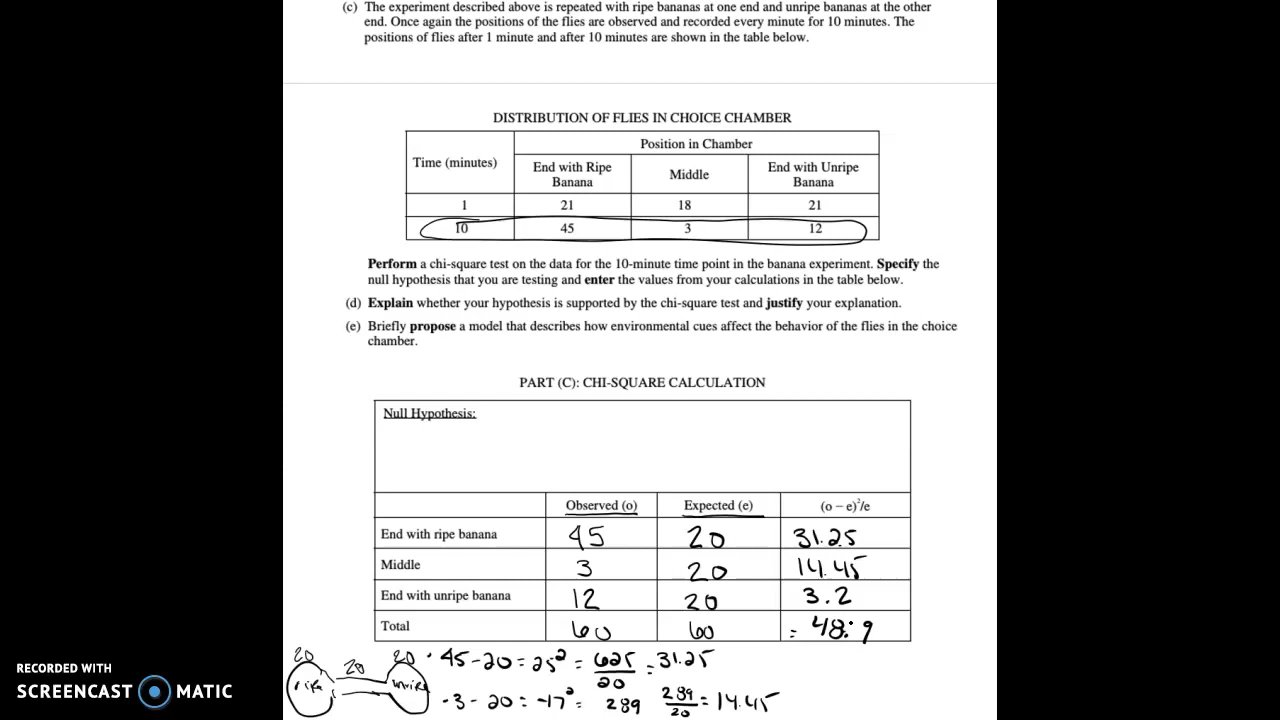 (c) The experiment described above is repeated with ripe bananas at one end and unripe bananas at the other
end. Once again the positions of the flies are observed and recorded every minute for 10 minutes. The
positions of flies after 1 minute and after 10 minutes are shown in the table below.
DISTRIBUTION OF FLIES IN CHOICE CHAMBER
Time (minutes) Position in Chamber
End with Ripe Banana Middle End with Unripe Banana
1 21 18 21
10 45 3 12
Perform a chi-square test on the data for the 10-minute time point in the banana experiment. Specify the
null hypothesis that you are testing and enter the values from your calculations in the table below.
(d) Explain whether your hypothesis is supported by the chi-square test and justify your explanation.
(e) Briefly propose a model that describes how environmental cues affect the behavior of the flies in the choice
chamber.
PART (C): CHI-SQUARE CALCULATION
Null Hypothesis:
Observed (o) Expected (e) (o – e)²/e
End with ripe banana 45 20 31.25
Middle 3 20 14.45
End with unripe banana 12 20 3.2
Total 60 60 = 48.9
20 20 20 • 45 - 20 = 25² = 625/20 = 31.25
ripe unripe · 3 - 20 = -17² = 289 289/20 = 14.45
RECORDED WITH
SCREENCAST MATIC